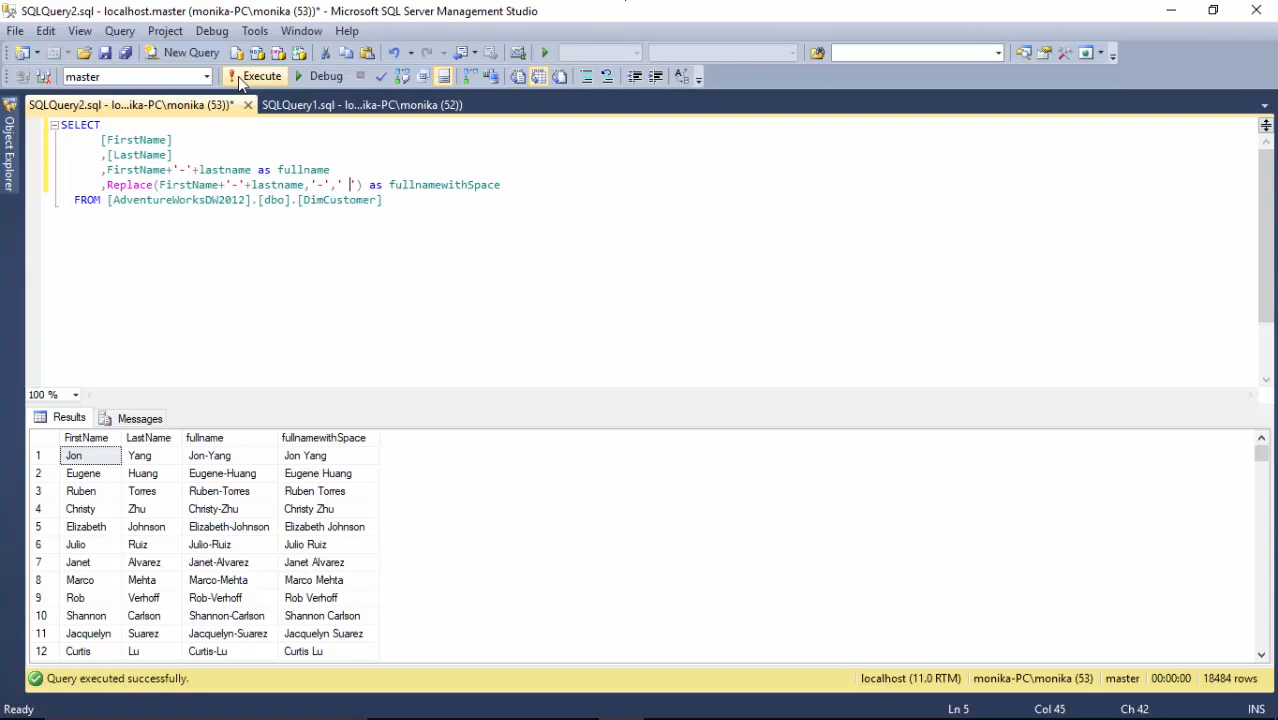 SQLQuery2.sql - localhost.master (monika-PC\monika (53))* - Microsoft SQL Server Management Studio
File Edit View Query Project Debug Tools Window Help
New Query
master Execute Debug
SQLQuery2.sql - lo...ika-PC\monika (53))* SQLQuery1.sql - lo...ika-PC\monika (52))
Object Explorer
SELECT
[FirstName]
,[LastName]
,FirstName+'-'+lastname as fullname
,Replace(FirstName+'-'+lastname,'-',' ') as fullnamewithSpace
FROM [AdventureWorksDW2012].[dbo].[DimCustomer]
100 %
Results Messages
FirstName LastName fullname fullnamewithSpace
1 Jon Yang Jon-Yang Jon Yang
2 Eugene Huang Eugene-Huang Eugene Huang
3 Ruben Torres Ruben-Torres Ruben Torres
4 Christy Zhu Christy-Zhu Christy Zhu
5 Elizabeth Johnson Elizabeth-Johnson Elizabeth Johnson
6 Julio Ruiz Julio-Ruiz Julio Ruiz
7 Janet Alvarez Janet-Alvarez Janet Alvarez
8 Marco Mehta Marco-Mehta Marco Mehta
9 Rob Verhoff Rob-Verhoff Rob Verhoff
10 Shannon Carlson Shannon-Carlson Shannon Carlson
11 Jacquelyn Suarez Jacquelyn-Suarez Jacquelyn Suarez
12 Curtis Lu Curtis-Lu Curtis Lu
Query executed successfully. localhost (11.0 RTM) monika-PC\monika (53) master 00:00:00 18484 rows
Ready Ln 5 Col 45 Ch 42 INS